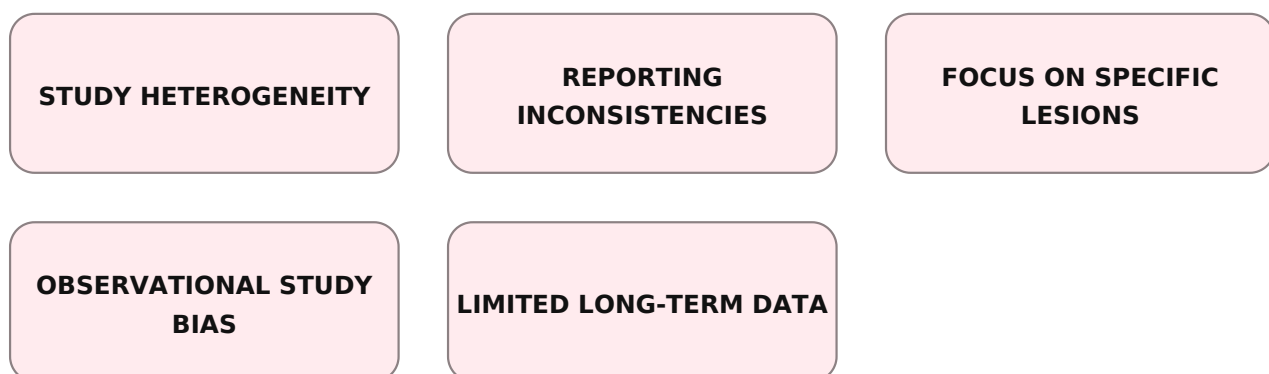 STUDY HETEROGENEITY
REPORTING
INCONSISTENCIES
FOCUS ON SPECIFIC
LESIONS
OBSERVATIONAL STUDY
BIAS
LIMITED LONG-TERM DATA